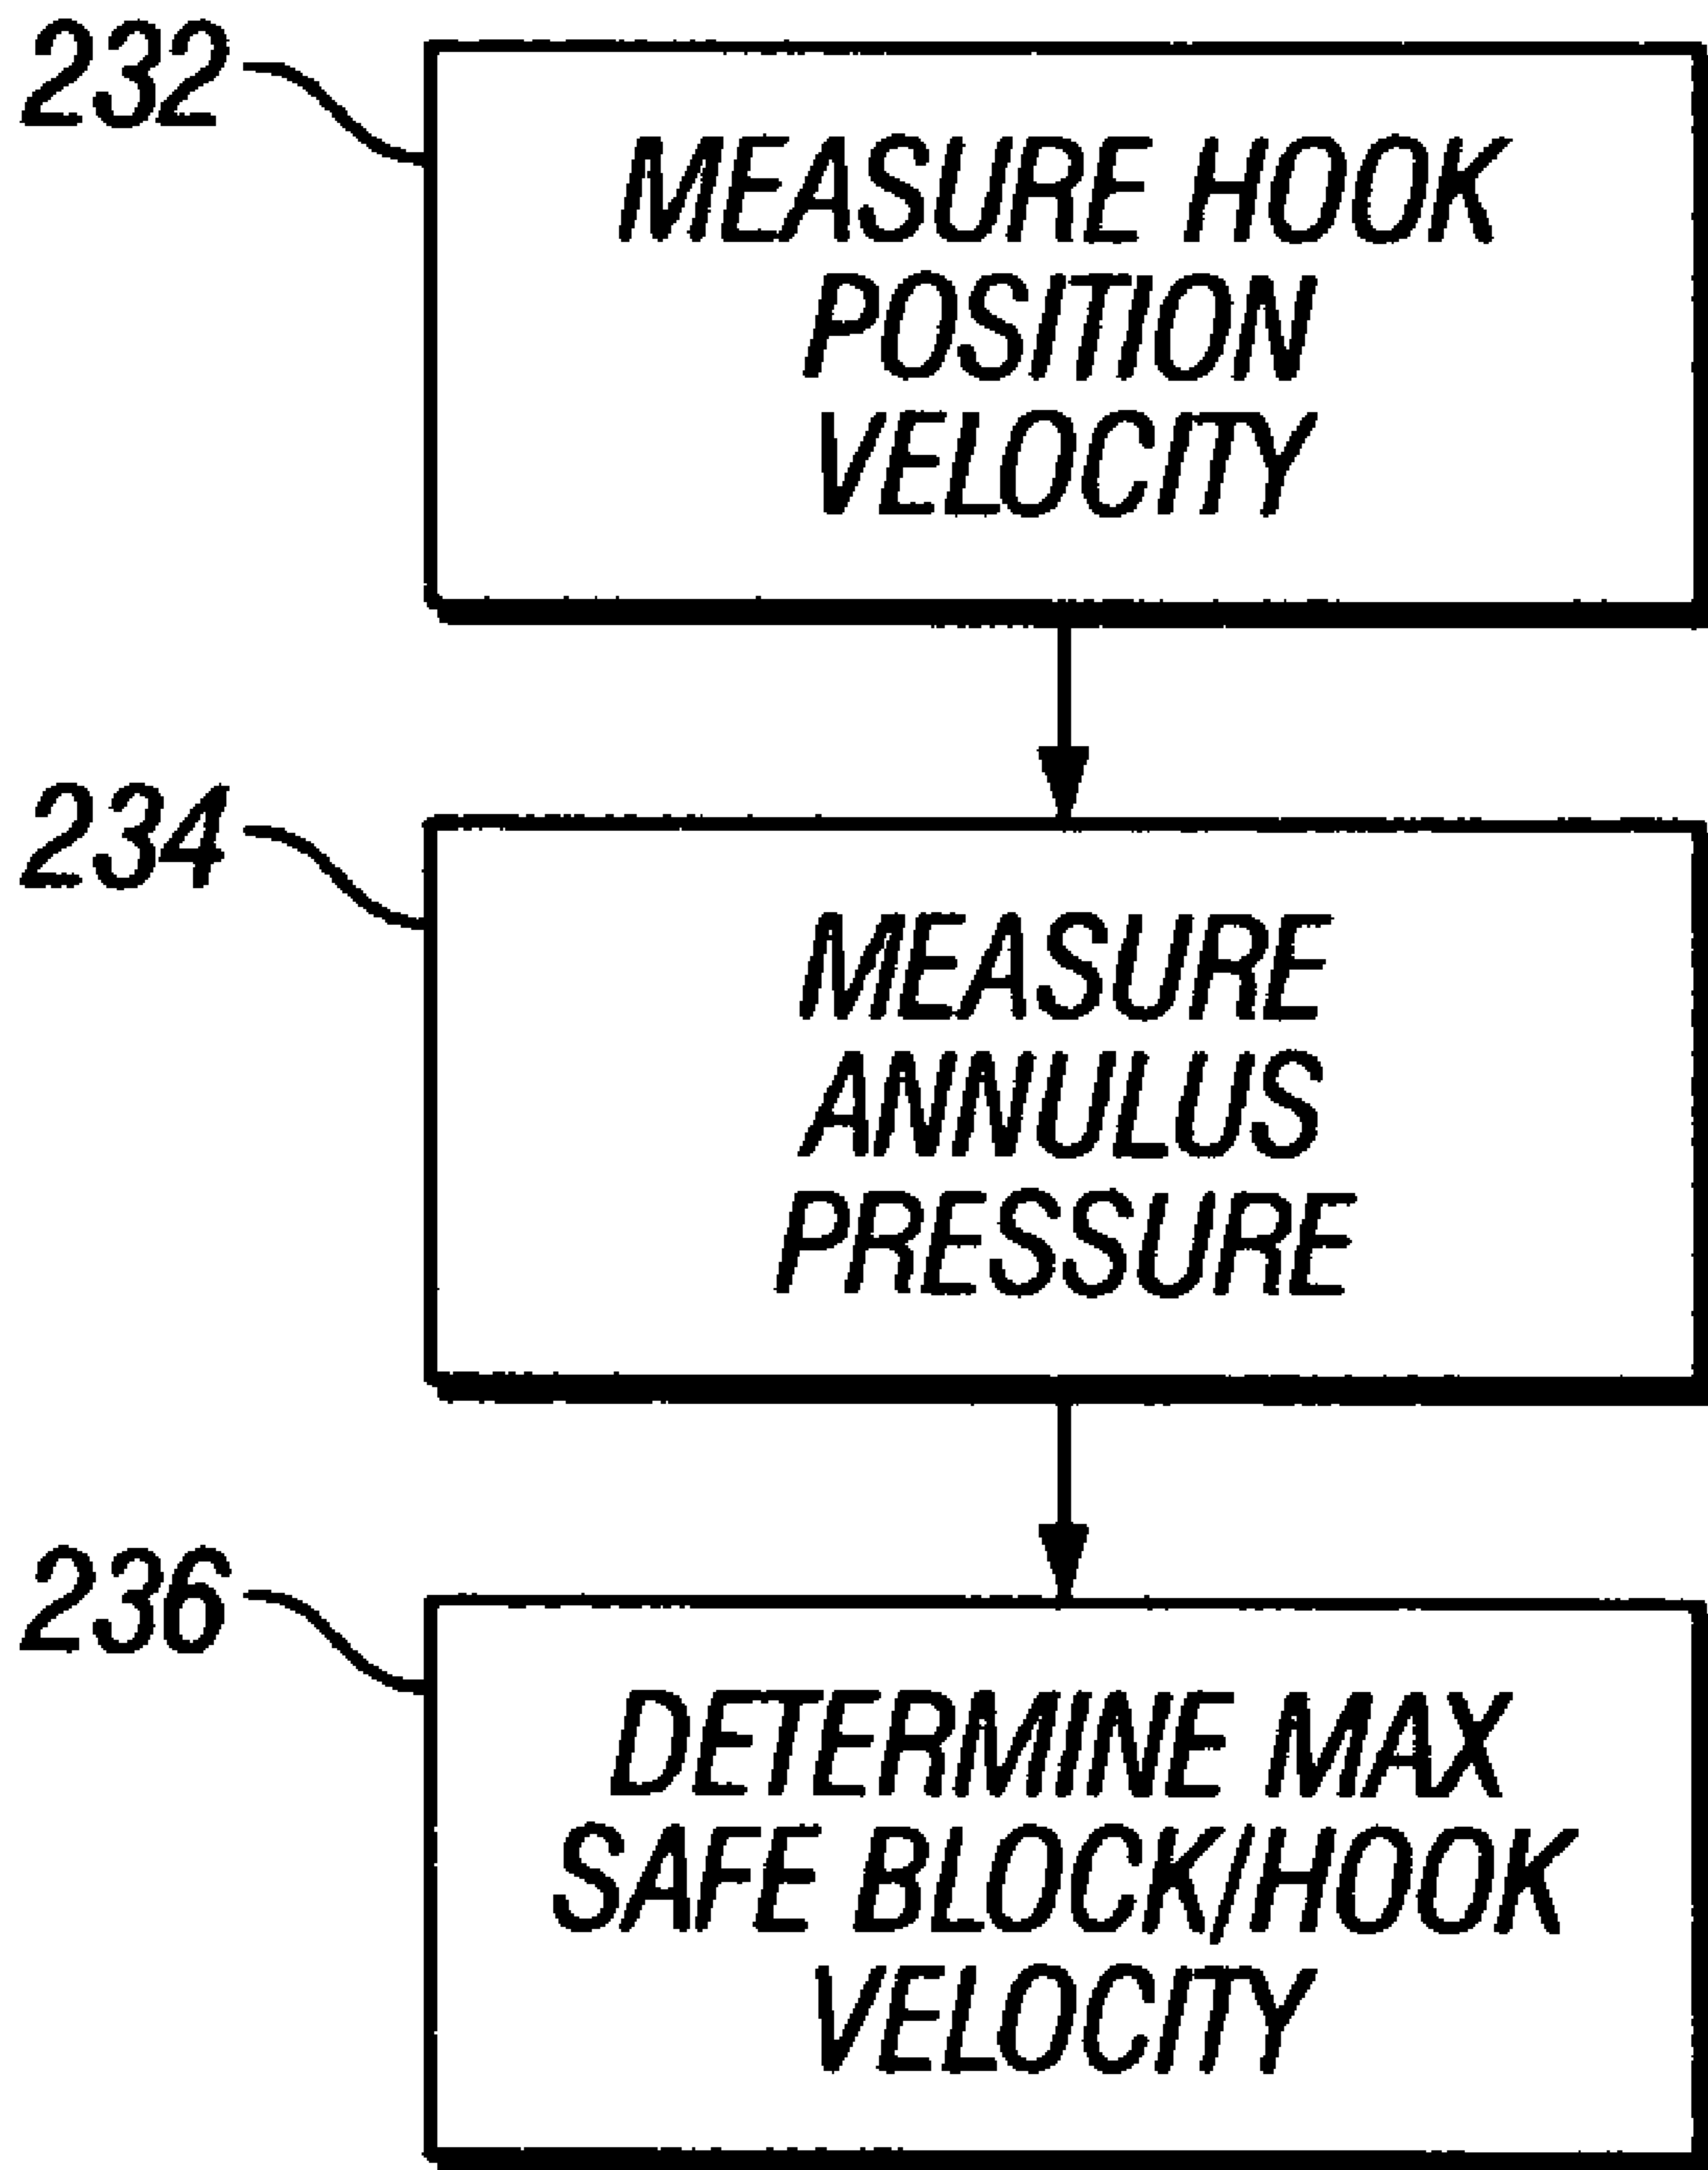 232
MEASURE HOOK
POSITION
VELOCITY
234
MEASURE
ANNULUS
PRESSURE
236
DETERMINE MAX
SAFE BLOCK/HOOK
VELOCITY